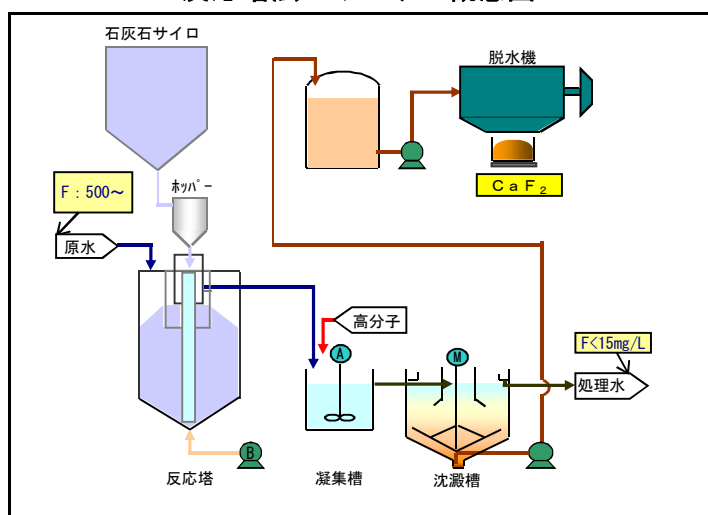 石灰石サイロ
脱水機
ホッパー
F：500～
CaF₂
原水
高分子
F<15mg/L
A
M
処理水
B
反応塔
凝集槽
沈澱槽